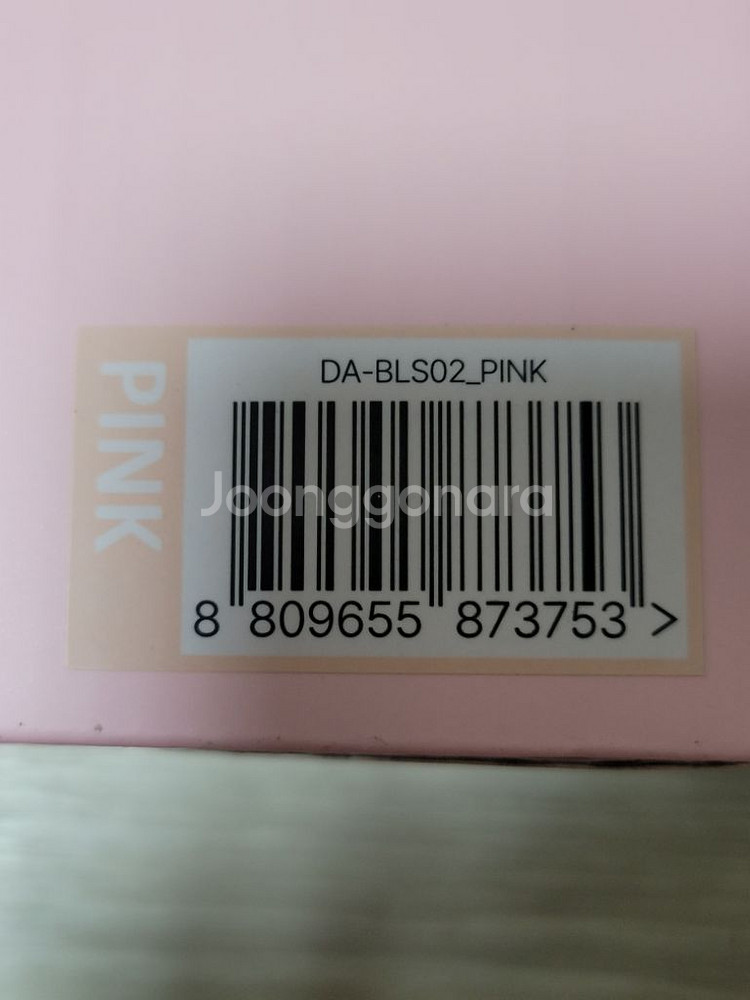 DA-BLS02_PINK
PINK
Joonggonara
8 809655 873753 >